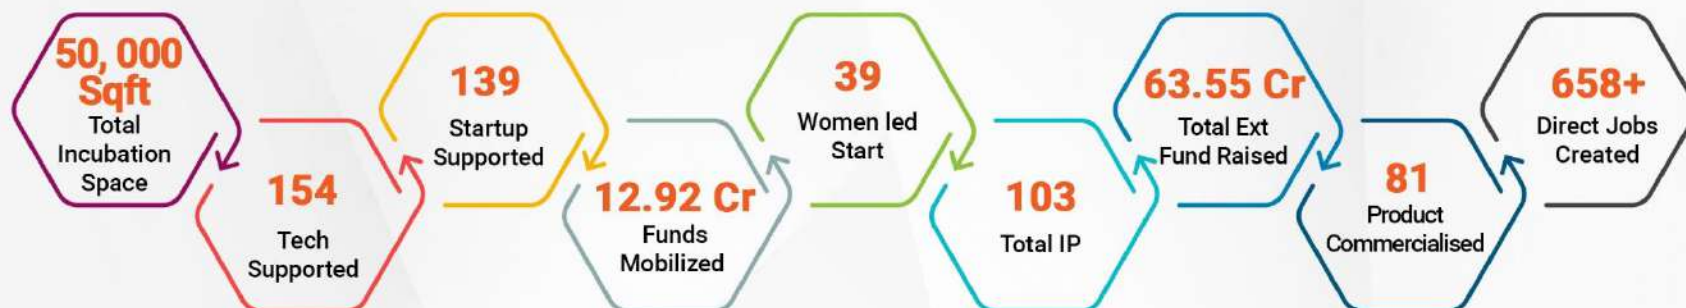 50, 000
Sqft
Total
Incubation
Space
154
Tech
Supported
139
Startup
Supported
12.92 Cr
Funds
Mobilized
39
Women led
Start
103
Total IP
63.55 Cr
Total Ext
Fund Raised
81
Product
Commercialised
658+
Direct Jobs
Created